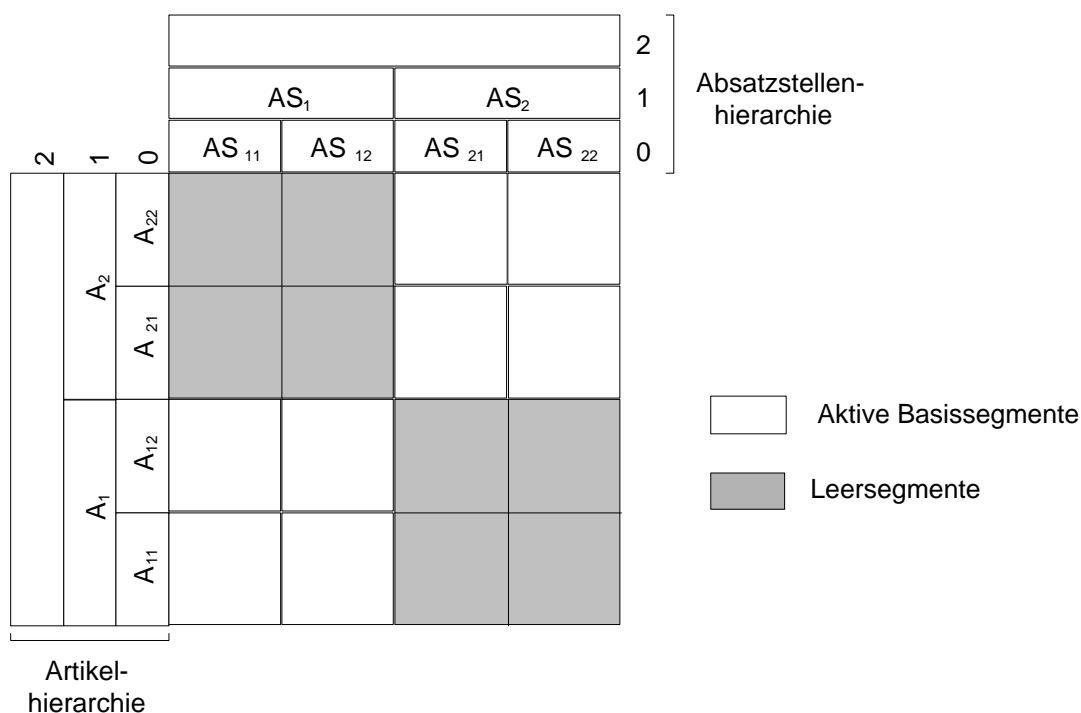 2
AS₁ AS₂ 1
Absatzstellen-
hierarchie
AS ₁₁ AS ₁₂ AS ₂₁ AS ₂₂ 0
2 1 0
A₂₂
A₂
A ₂₁
A₁₂
A₁
A₁₁
Aktive Basissegmente
Leersegmente
Artikel-
hierarchie